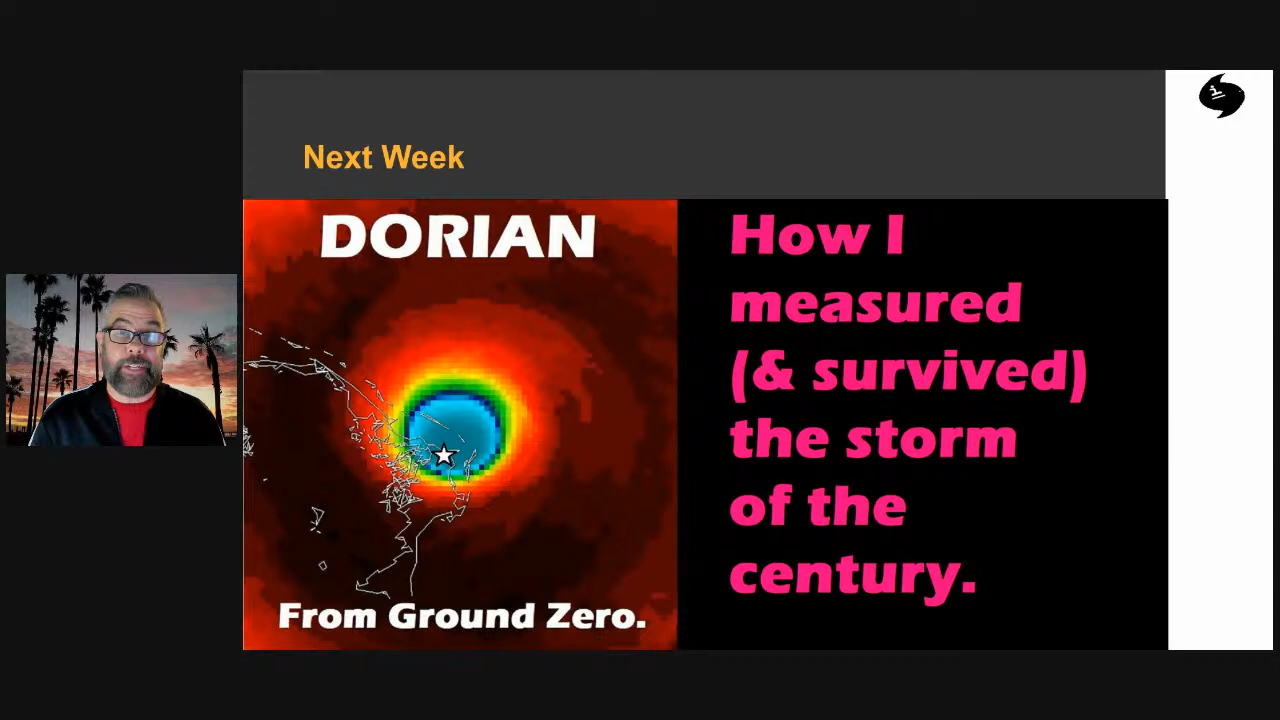 Next Week
DORIAN
From Ground Zero.
How I
measured
(& survived)
the storm
of the
century.